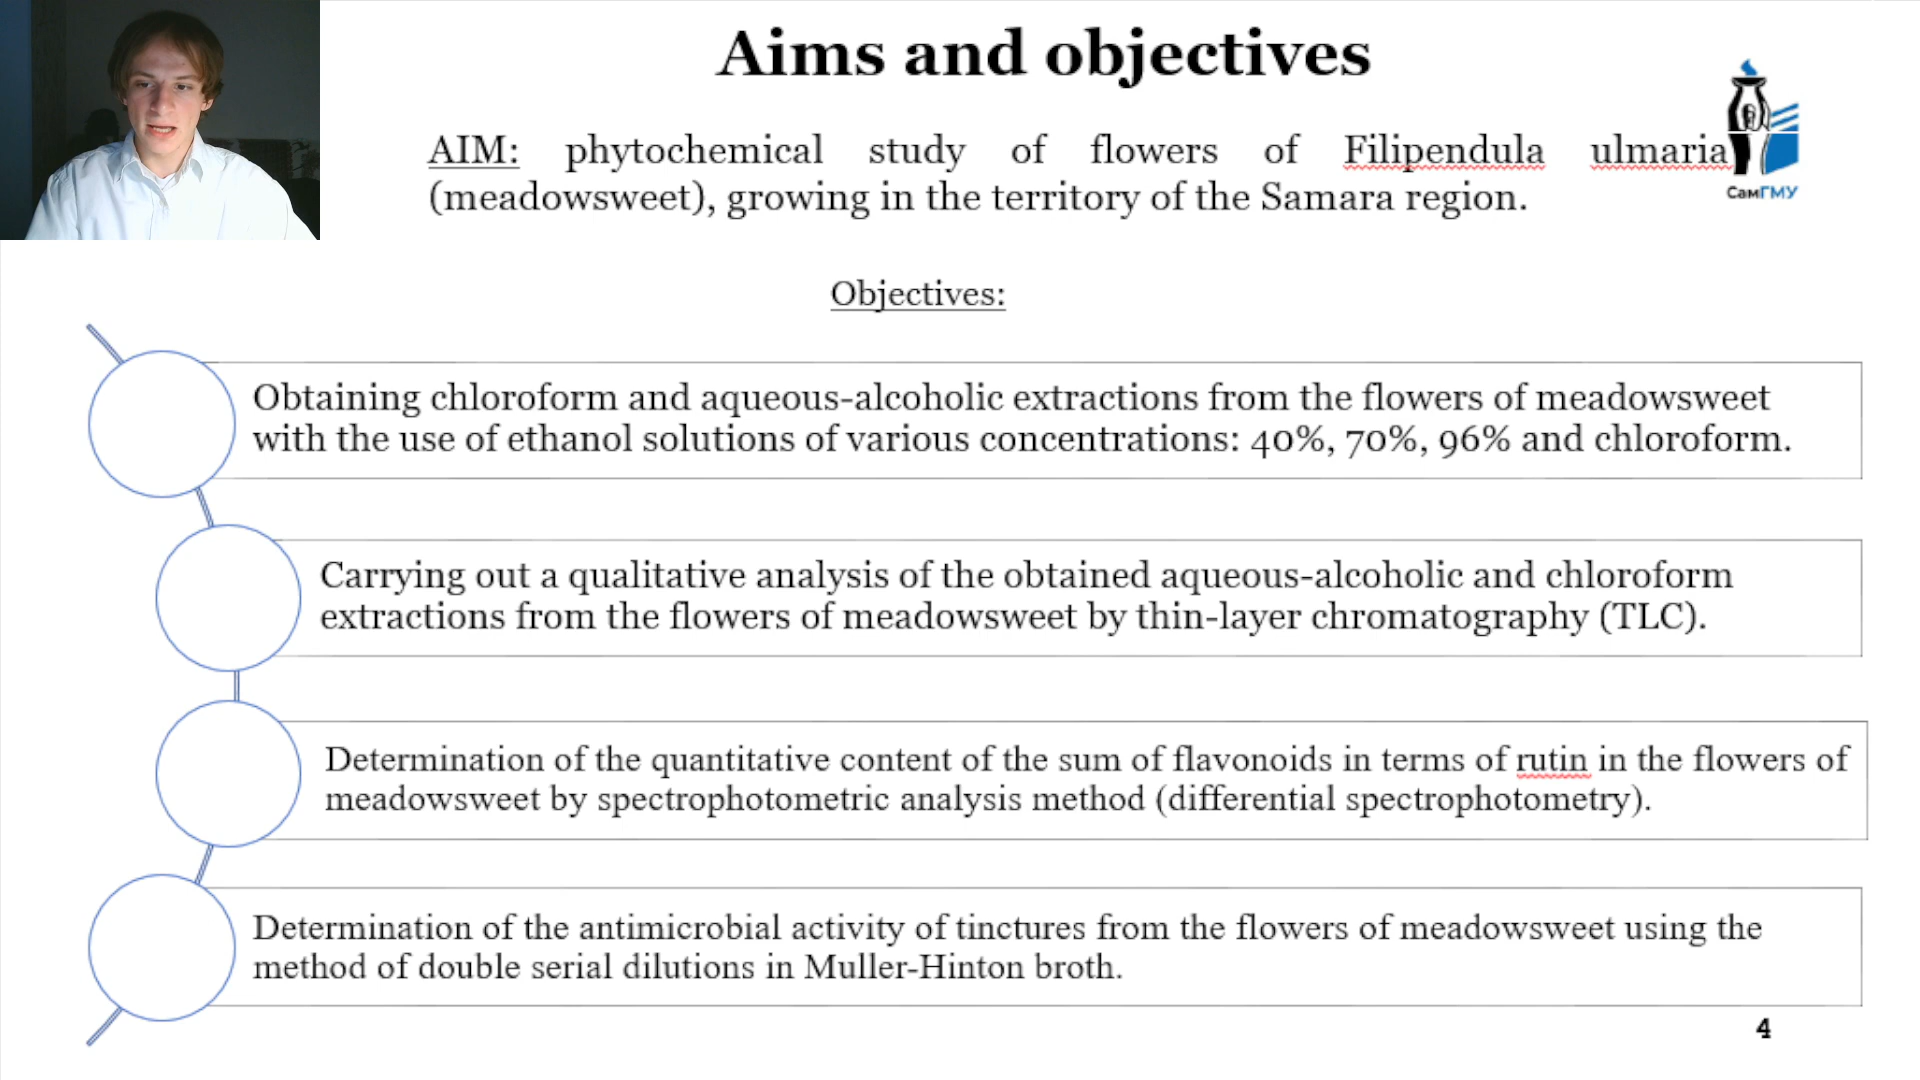 Aims and objectives
AIM: phytochemical study of flowers of Filipendula ulmaria
(meadowsweet), growing in the territory of the Samara region.
СамГМУ
Objectives:
Obtaining chloroform and aqueous-alcoholic extractions from the flowers of meadowsweet
with the use of ethanol solutions of various concentrations: 40%, 70%, 96% and chloroform.
Carrying out a qualitative analysis of the obtained aqueous-alcoholic and chloroform
extractions from the flowers of meadowsweet by thin-layer chromatography (TLC).
Determination of the quantitative content of the sum of flavonoids in terms of rutin in the flowers of
meadowsweet by spectrophotometric analysis method (differential spectrophotometry).
Determination of the antimicrobial activity of tinctures from the flowers of meadowsweet using the
method of double serial dilutions in Muller-Hinton broth.
4